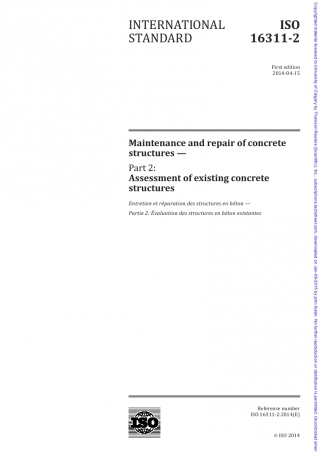 INTERNATIONAL
STANDARD
ISO
16311-2
First edition
2014-04-15
Maintenance and repair of concrete
structures —
Part 2:
Assessment of existing concrete
structures
Entretien et réparation des structures en béton —
Partie 2: Évaluation des structures en béton existantes
ISO
Reference number
ISO 16311-2:2014(E)
© ISO 2014
Copyrighted material licensed to University of Calgary by Thomson Reuters (Scientific), Inc., subscriptions.techstreet.com, downloaded on Jan-09-2015 by
No further reproduction or distribution is permitted. Uncontrolled when